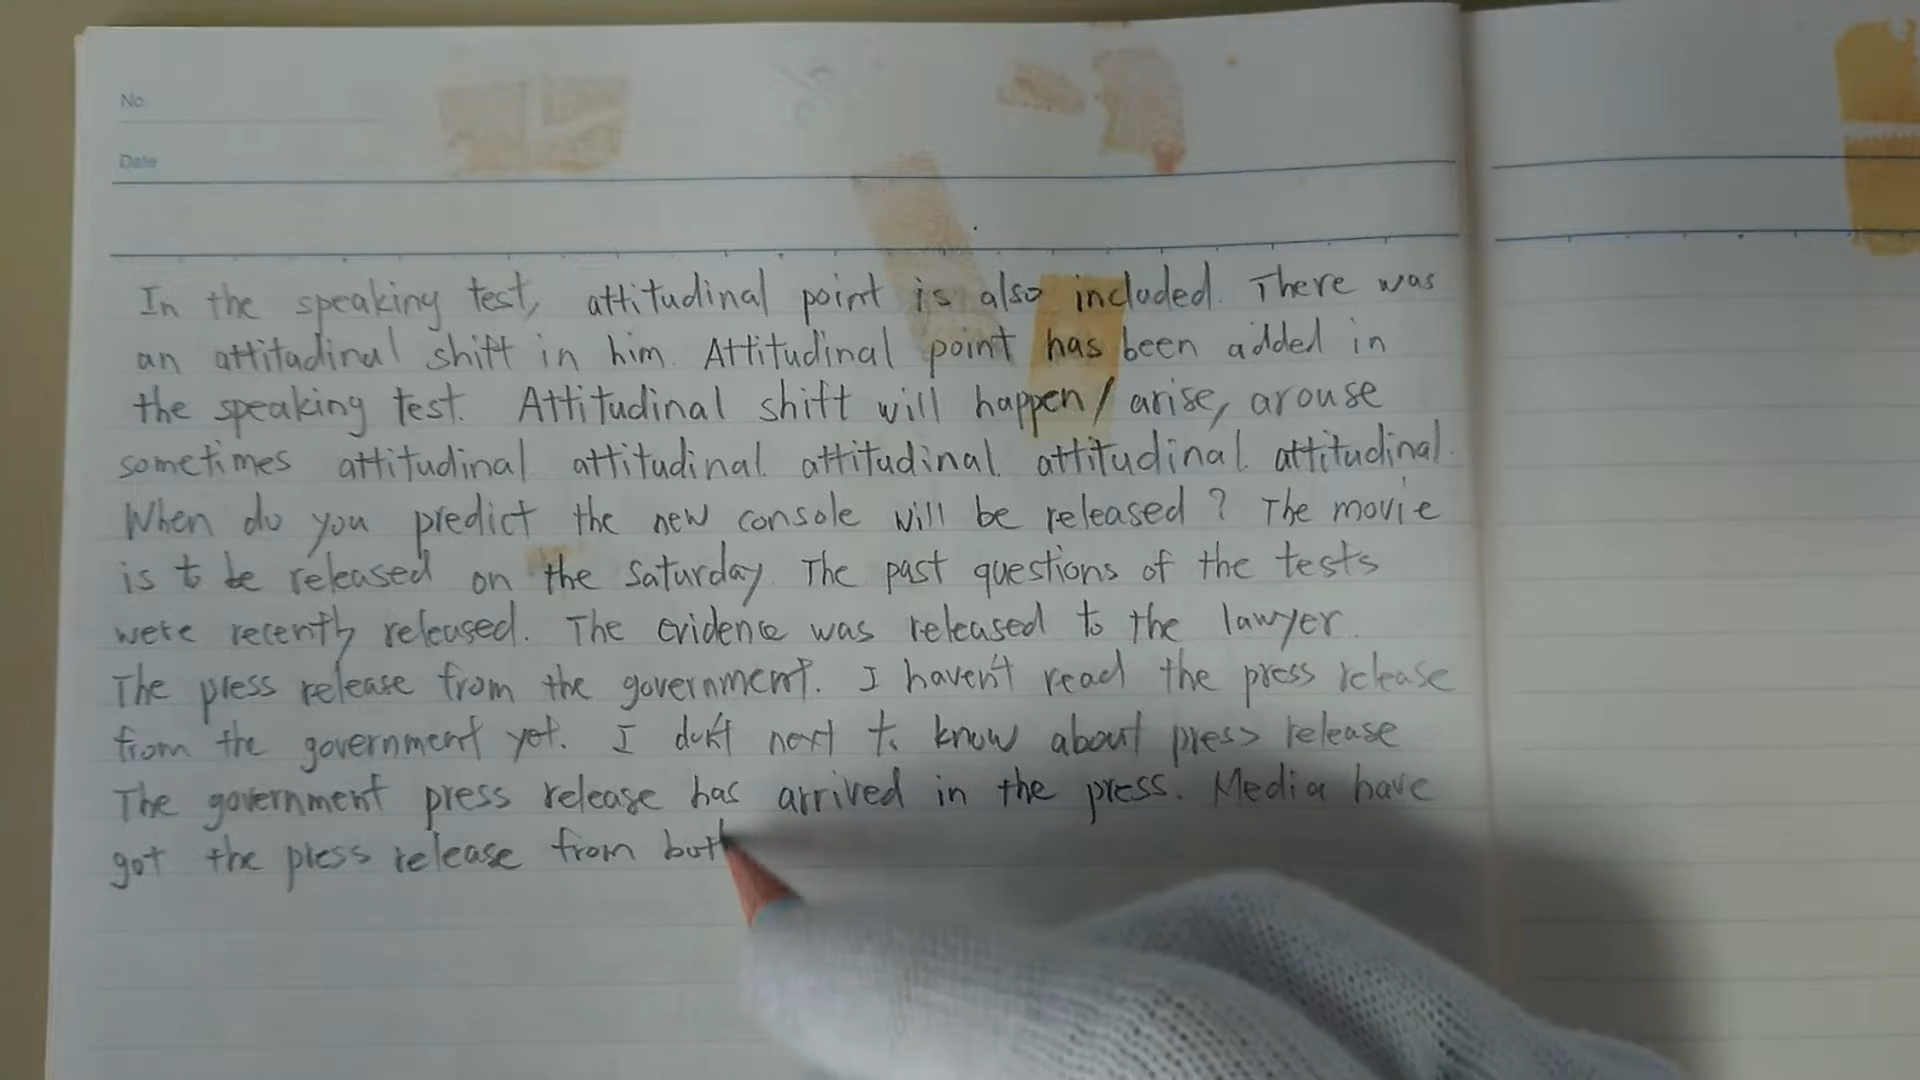 No.
Date
In the speaking test, attitudinal point is also included. There was
an attitadinal shift in him. Attitudinal point has been added in
the speaking test. Attitudinal shift will happen/ arise, arouse
sometimes attitudinal. attitudinal. attitudinal. attitudinal. attitudinal.
When do you predict the new console will be released? The movie
is to be released on the Saturday. The past questions of the tests
were recently released. The evidence was released to the lawyer.
The press release from the government. I haven't read the press release
from the government yet. I don't next to know about press release
The government press release has arrived in the press. Media have
got the press release from both